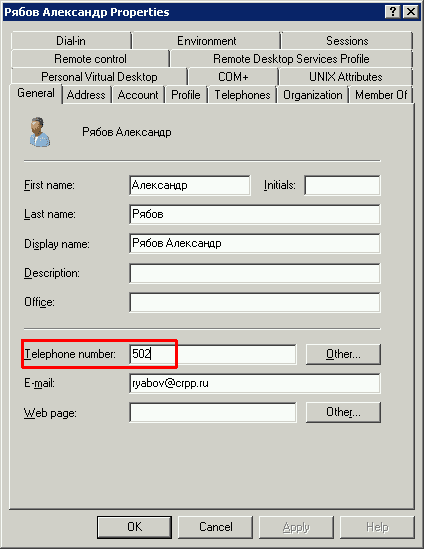 Рябов Александр Properties
Dial-in Environment Sessions
Remote control Remote Desktop Services Profile
Personal Virtual Desktop COM+ UNIX Attributes
General Address Account Profile Telephones Organization Member Of
Рябов Александр
First name: Александр Initials:
Last name: Рябов
Display name: Рябов Александр
Description:
Office:
Telephone number: 502 Other...
E-mail: ryabov@crpp.ru
Web page: Other...
OK Cancel Apply Help